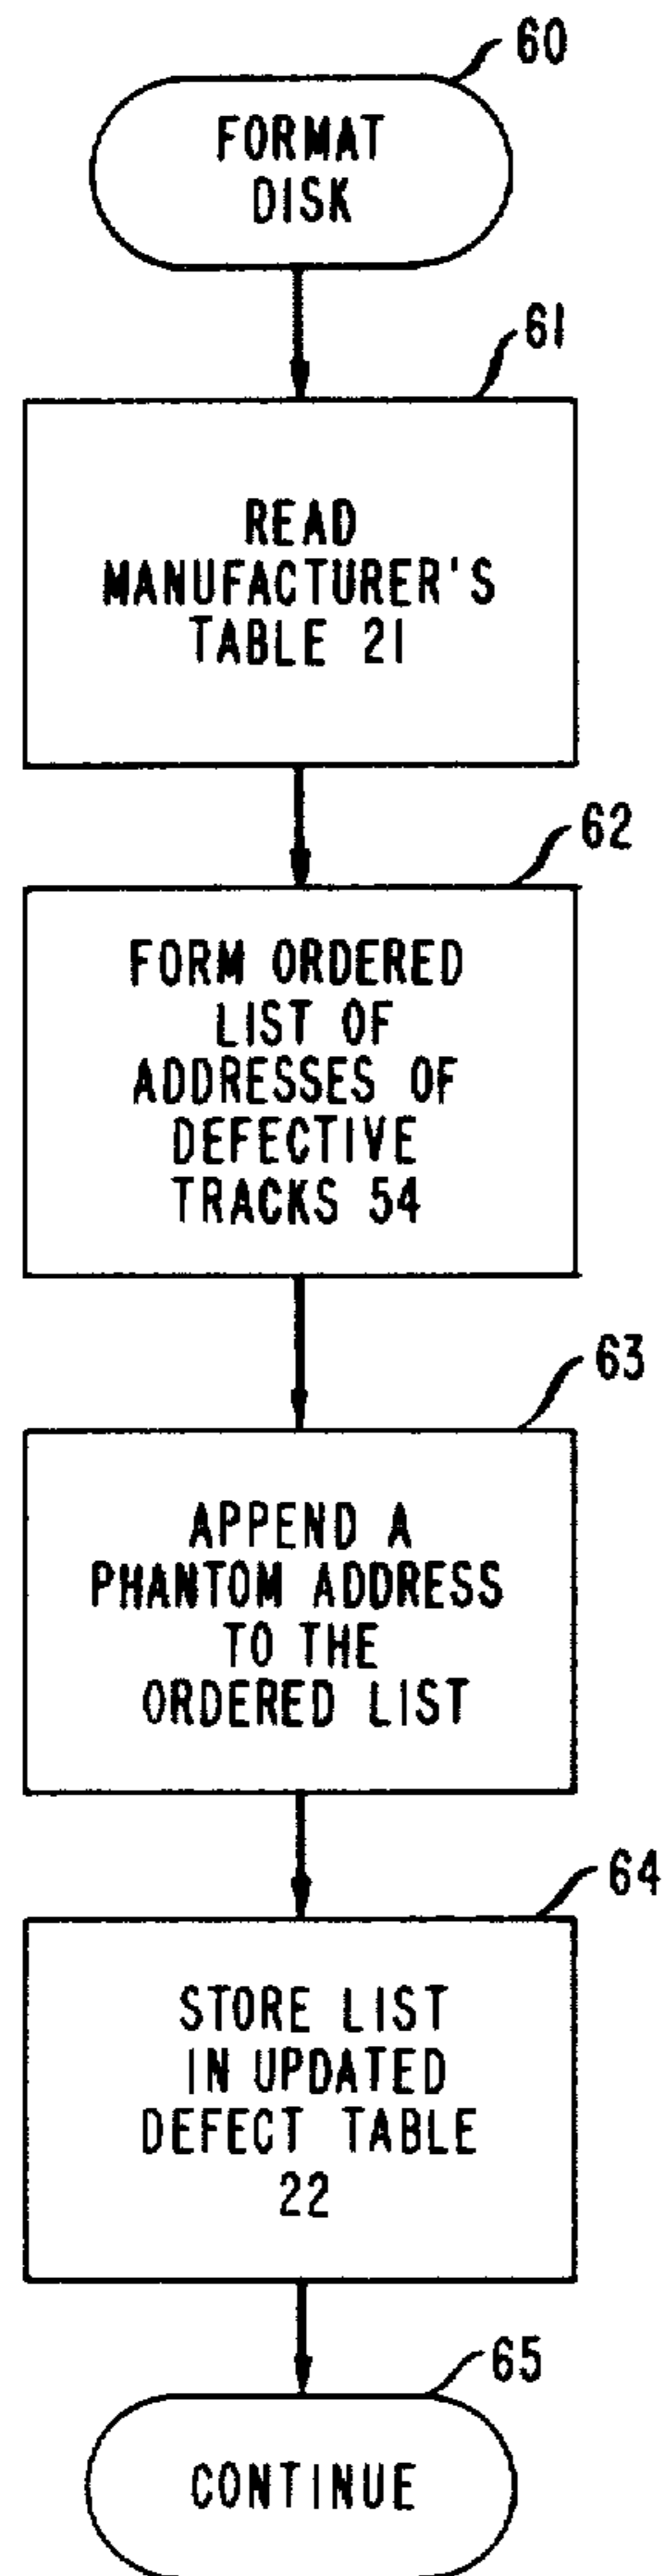 60
FORMAT
DISK
61
READ
MANUFACTURER'S
TABLE 21
62
FORM ORDERED
LIST OF
ADDRESSES OF
DEFECTIVE
TRACKS 54
63
APPEND A
PHANTOM ADDRESS
TO THE
ORDERED LIST
64
STORE LIST
IN UPDATED
DEFECT TABLE
22
65
CONTINUE